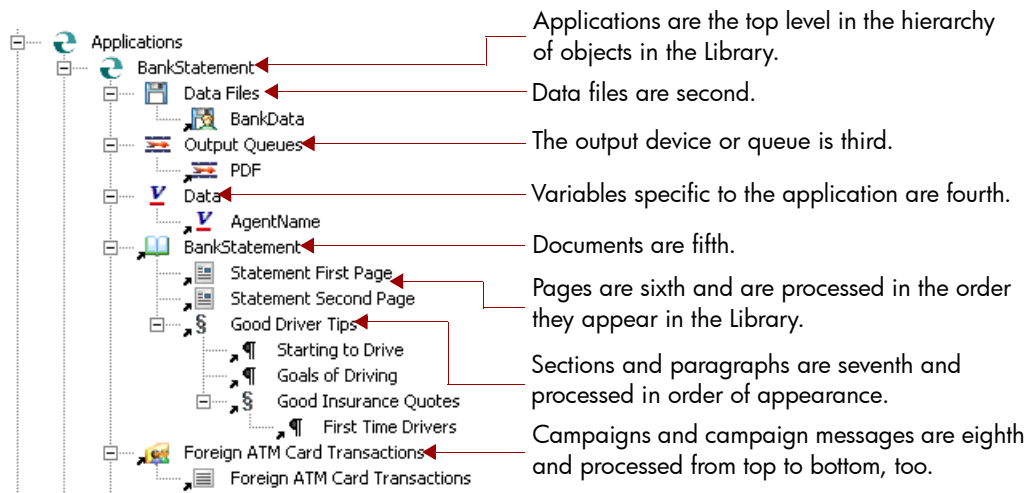 Applications are the top level in the hierarchy
of objects in the Library.
Applications
BankStatement
Data Files
Data files are second.
BankData
Output Queues
The output device or queue is third.
PDF
V Data
Variables specific to the application are fourth.
V AgentName
BankStatement
Documents are fifth.
Statement First Page
Statement Second Page
Pages are sixth and are processed in the order
they appear in the Library.
§ Good Driver Tips
¶ Starting to Drive
Sections and paragraphs are seventh and
¶ Goals of Driving
processed in order of appearance.
§ Good Insurance Quotes
¶ First Time Drivers
Campaigns and campaign messages are eighth
Foreign ATM Card Transactions
and processed from top to bottom, too.
Foreign ATM Card Transactions